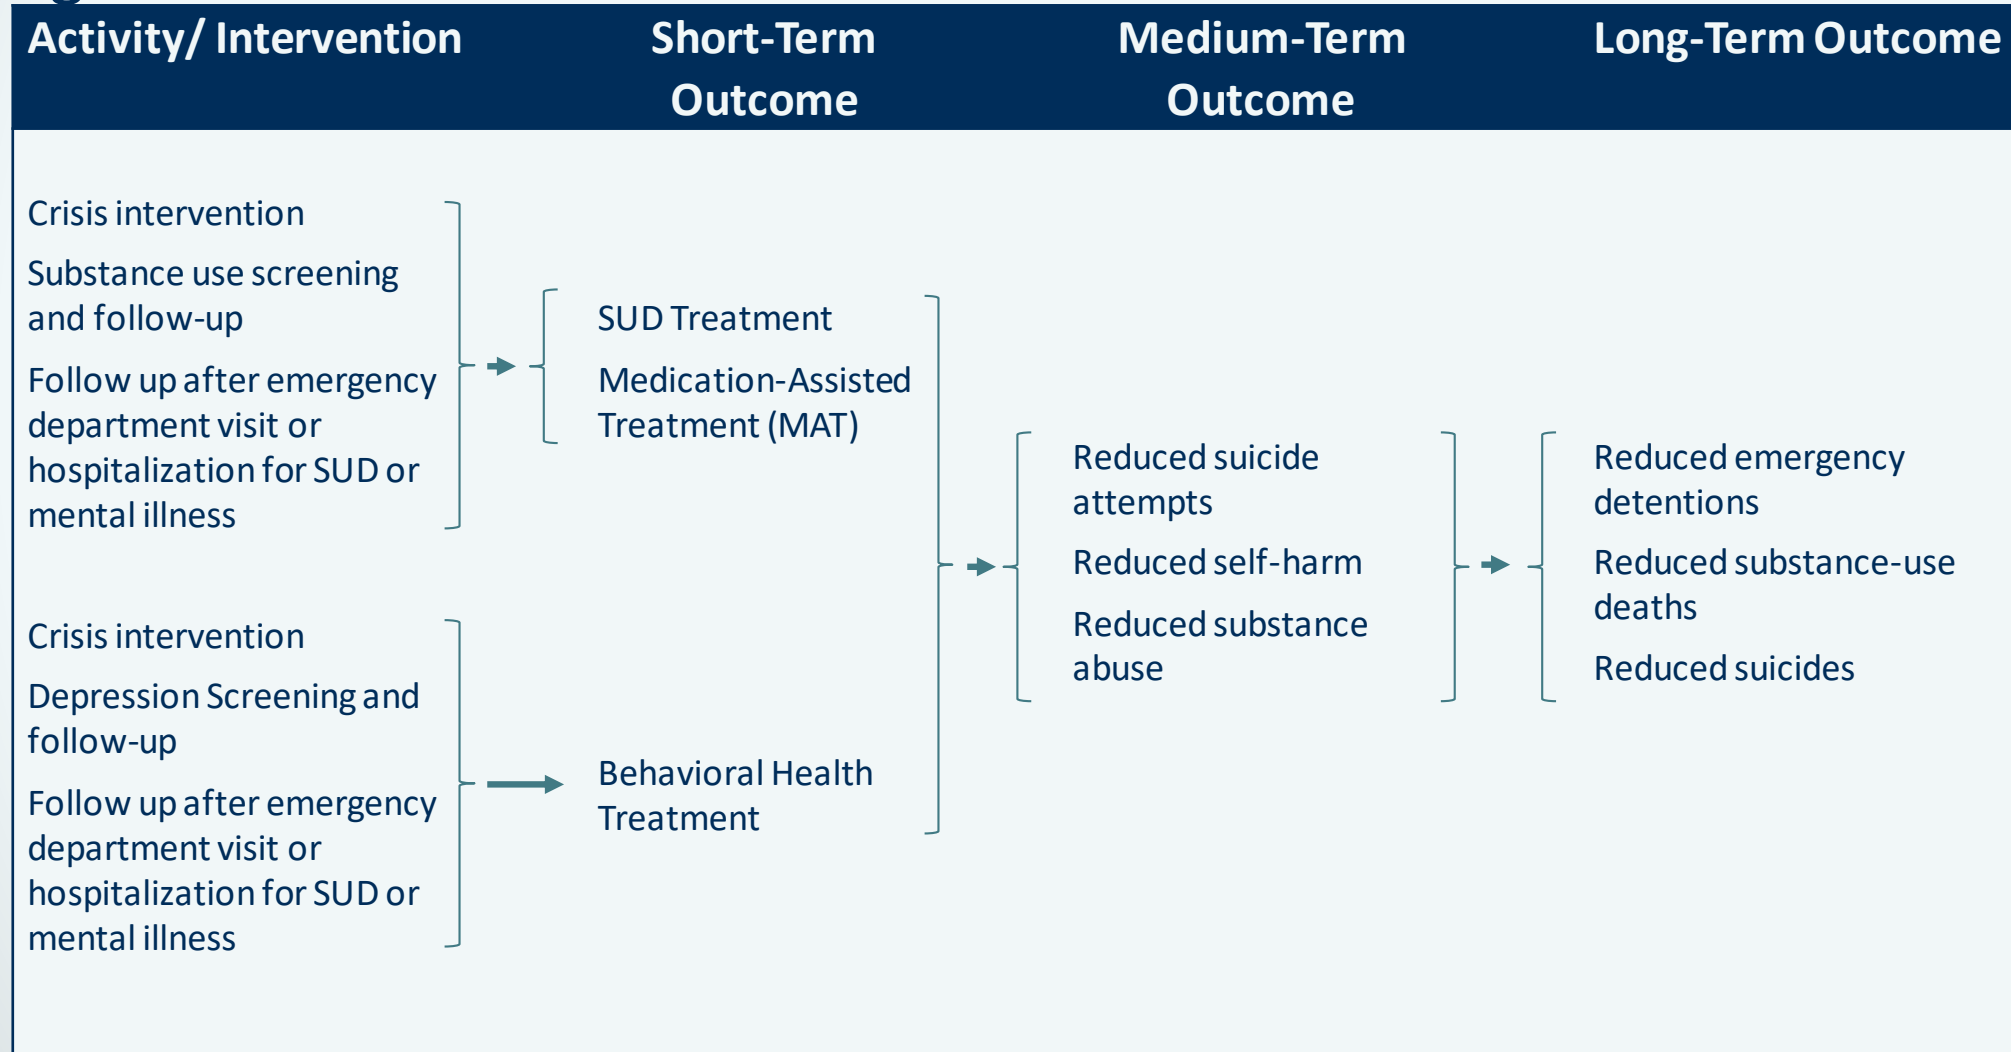 Activity/ Intervention
Short-Term
Outcome
Medium-Term
Outcome
Long-Term Outcome
Crisis intervention
Substance use screening
and follow-up
Follow up after emergency
department visit or
hospitalization for SUD or
mental illness
Crisis intervention
Depression Screening and
follow-up
Follow up after emergency
department visit or
hospitalization for SUD or
mental illness
SUD Treatment
Medication-Assisted
Treatment (MAT)
Behavioral Health
Treatment
Reduced suicide
attempts
Reduced self-harm
Reduced substance
abuse
Reduced emergency
detentions
Reduced substance-use
deaths
Reduced suicides